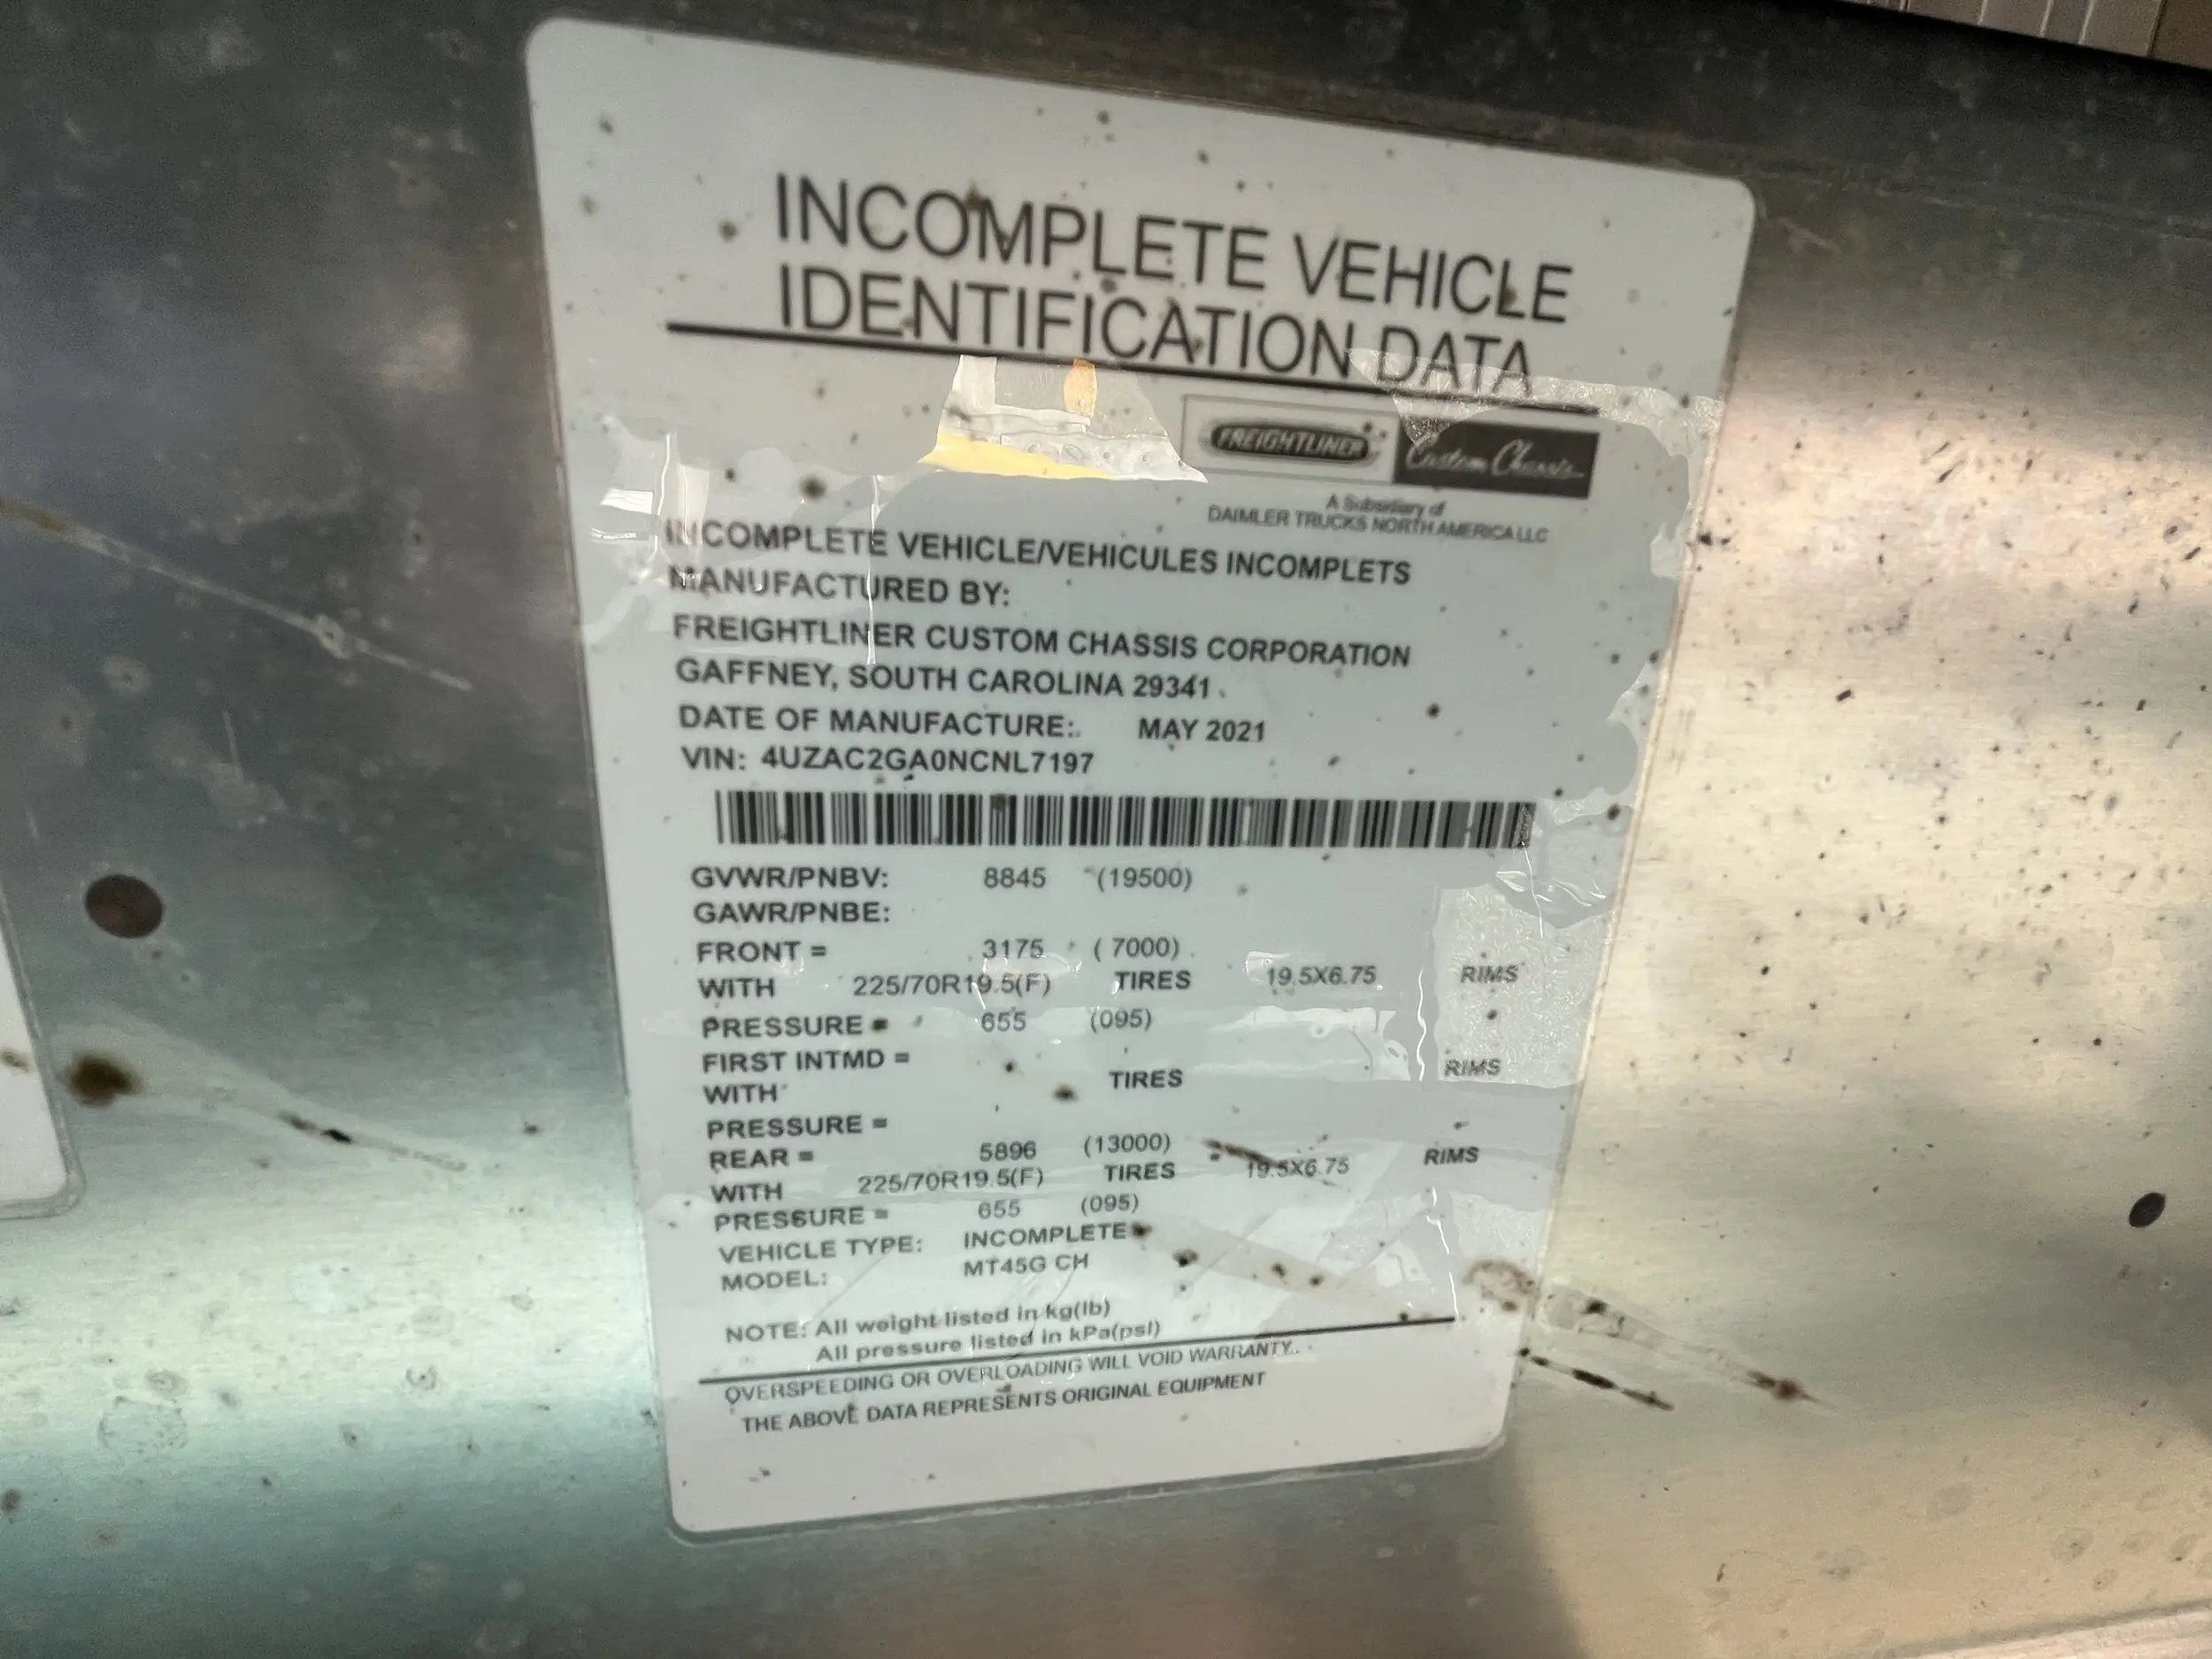 INCOMPLETE VEHICLE
IDENTIFICATION DATA
FREIGHTLINER Custom Chassis
A Subsidiary of
DAIMLER TRUCKS NORTH AMERICA LLC
INCOMPLETE VEHICLE/VEHICULES INCOMPLETS
MANUFACTURED BY:
FREIGHTLINER CUSTOM CHASSIS CORPORATION
GAFFNEY, SOUTH CAROLINA 29341
DATE OF MANUFACTURE: MAY 2021
VIN: 4UZAC2GA0NCNL7197
GVWR/PNBV: 8845 (19500)
GAWR/PNBE:
FRONT = 3175 ( 7000)
WITH 225/70R19.5(F) TIRES 19.5X6.75 RIMS
PRESSURE = 655 (095)
FIRST INTMD =
WITH TIRES RIMS
PRESSURE =
REAR = 5896 (13000)
WITH 225/70R19.5(F) TIRES 19.5X6.75 RIMS
PRESSURE = 655 (095)
VEHICLE TYPE: INCOMPLETE
MODEL: MT45G CH
NOTE: All weight listed in kg(lb)
All pressure listed in kPa(psi)
OVERSPEEDING OR OVERLOADING WILL VOID WARRANTY.
THE ABOVE DATA REPRESENTS ORIGINAL EQUIPMENT